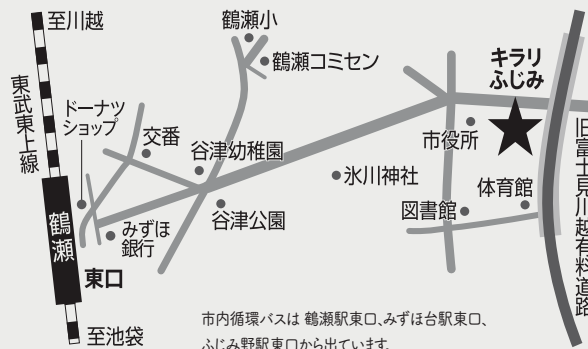 至川越
東武東上線
ドーナツ
ショップ
交番
鶴瀬小
鶴瀬コミセン
谷津幼稚園
キラリ
ふじみ
市役所
氷川神社
体育館
図書館
旧富士見川越有料道路
谷津公園
みずほ
銀行
鶴瀬
東口
至池袋
市内循環バスは 鶴瀬駅東口、みずほ台駅東口、
ふじみ野駅東口から出ています。